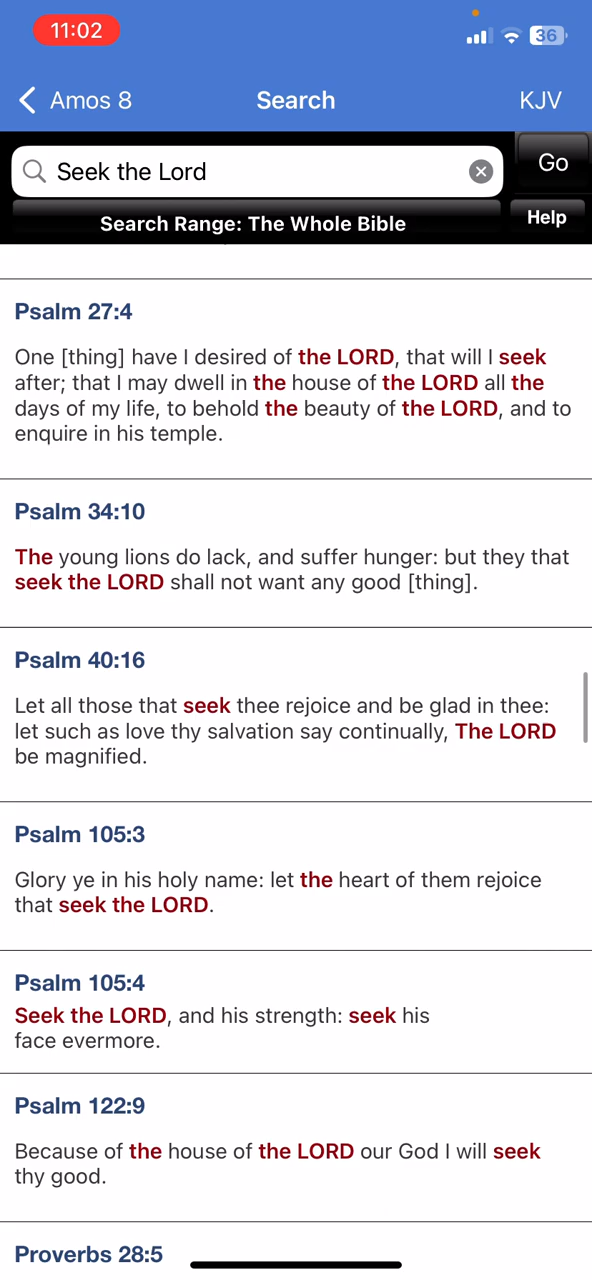 11:02
36
Amos 8
Search
KJV
Seek the Lord
Go
Search Range: The Whole Bible
Help
Psalm 27:4
One [thing] have I desired of the LORD, that will I seek
after; that I may dwell in the house of the LORD all the
days of my life, to behold the beauty of the LORD, and to
enquire in his temple.
Psalm 34:10
The young lions do lack, and suffer hunger: but they that
seek the LORD shall not want any good [thing].
Psalm 40:16
Let all those that seek thee rejoice and be glad in thee:
let such as love thy salvation say continually, The LORD
be magnified.
Psalm 105:3
Glory ye in his holy name: let the heart of them rejoice
that seek the LORD.
Psalm 105:4
Seek the LORD, and his strength: seek his
face evermore.
Psalm 122:9
Because of the house of the LORD our God I will seek
thy good.
Proverbs 28:5